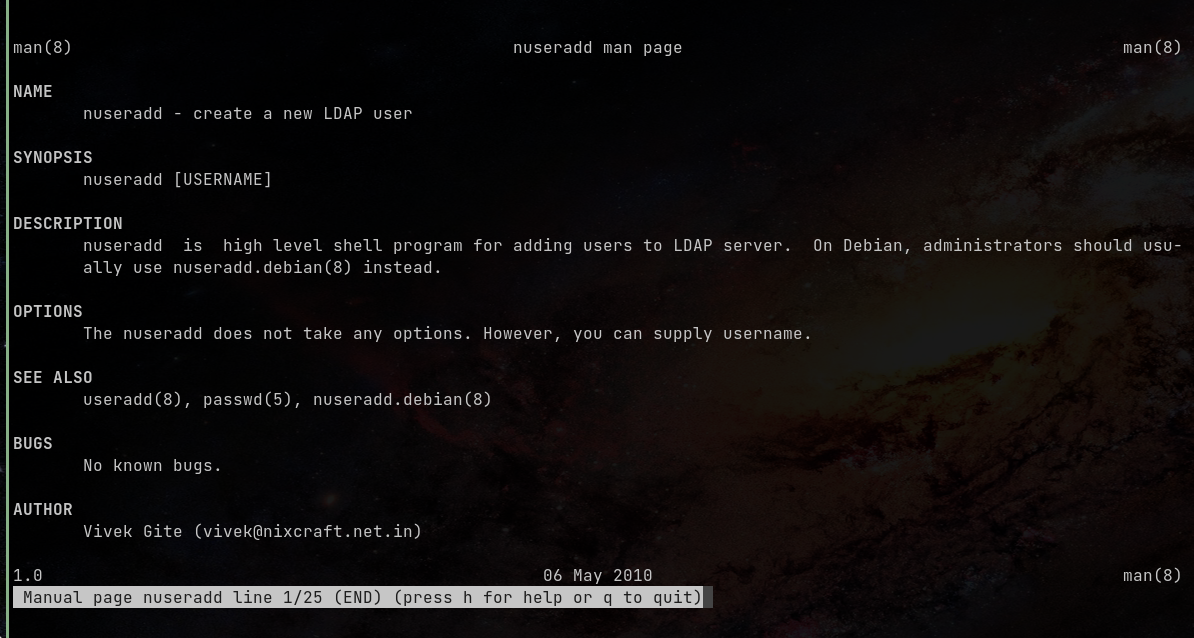 man(8) nuseradd man page man(8)
NAME
nuseradd - create a new LDAP user
SYNOPSIS
nuseradd [USERNAME]
DESCRIPTION
nuseradd  is  high level shell program for adding users to LDAP server.  On Debian, administrators should usu-
ally use nuseradd.debian(8) instead.
OPTIONS
The nuseradd does not take any options. However, you can supply username.
SEE ALSO
useradd(8), passwd(5), nuseradd.debian(8)
BUGS
No known bugs.
AUTHOR
Vivek Gite (vivek@nixcraft.net.in)
1.0 06 May 2010 man(8)
Manual page nuseradd line 1/25 (END) (press h for help or q to quit)